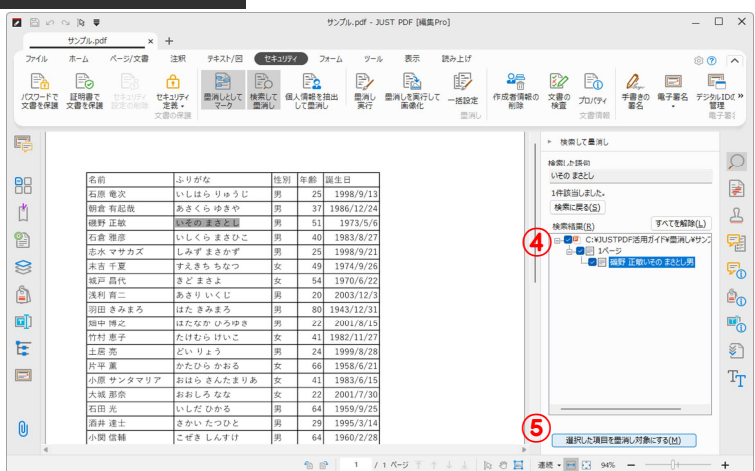 サンプル.pdf - JUST PDF [編集Pro]
サンプル.pdf × +
ファイル ホーム ページ/文書 注釈 テキスト/図 セキュリティ フォーム ツール 表示 読み上げ
パスワードで文書を保護
証明書で文書を保護
セキュリティ設定の削除
セキュリティ定義
墨消しとしてマーク
検索して墨消し
個人情報を抽出して墨消し
墨消し実行
墨消しを実行して画像化
一括設定
作成者情報の削除
文書の検査
プロパティ
手書きの署名
電子署名
デジタルIDの管理
文書の保護 墨消し 文書情報 電子署
名前 ふりがな 性別 年齢 誕生日
石原 竜次 いしはら りゅうじ 男 25 1998/9/13
朝倉 有起哉 あさくら ゆきや 男 37 1986/12/24
磯野 正敏 いその まさとし 男 51 1973/5/6
石倉 雅彦 いしくら まさひこ 男 40 1983/8/27
志水 マサカズ しみず まさかず 男 25 1998/9/21
末吉 千夏 すえきち ちなつ 女 49 1974/9/26
城戸 昌代 きど まさよ 女 54 1970/6/22
浅利 育二 あさり いくじ 男 20 2003/12/3
羽田 きみまろ はた きみまろ 男 80 1943/12/31
畑中 博之 はたなか ひろゆき 男 22 2001/8/15
竹村 恵子 たけむら けいこ 女 41 1982/11/27
土居 亮 どい りょう 男 24 1999/8/28
片平 薫 かたひら かおる 女 66 1958/6/21
小原 サンタマリア おはら さんたまりあ 女 41 1983/6/15
大城 那奈 おおしろ なな 女 22 2001/7/30
石田 光 いしだ ひかる 男 64 1959/9/25
酒井 達士 さかい たつひと 男 29 1995/3/14
小関 信輔 こぜき しんすけ 男 64 1960/2/28
検索して墨消し
検索した語句
いその まさとし
1件該当しました。
検索に戻る(S)
検索結果(R) すべてを解除(L)
④
C:¥JUSTPDF活用ガイド¥墨消し¥サンプ
1ページ
磯野 正敏いその まさとし男
⑤
選択した項目を墨消し対象にする(M)
1 / 1 ページ 連続 94% - +